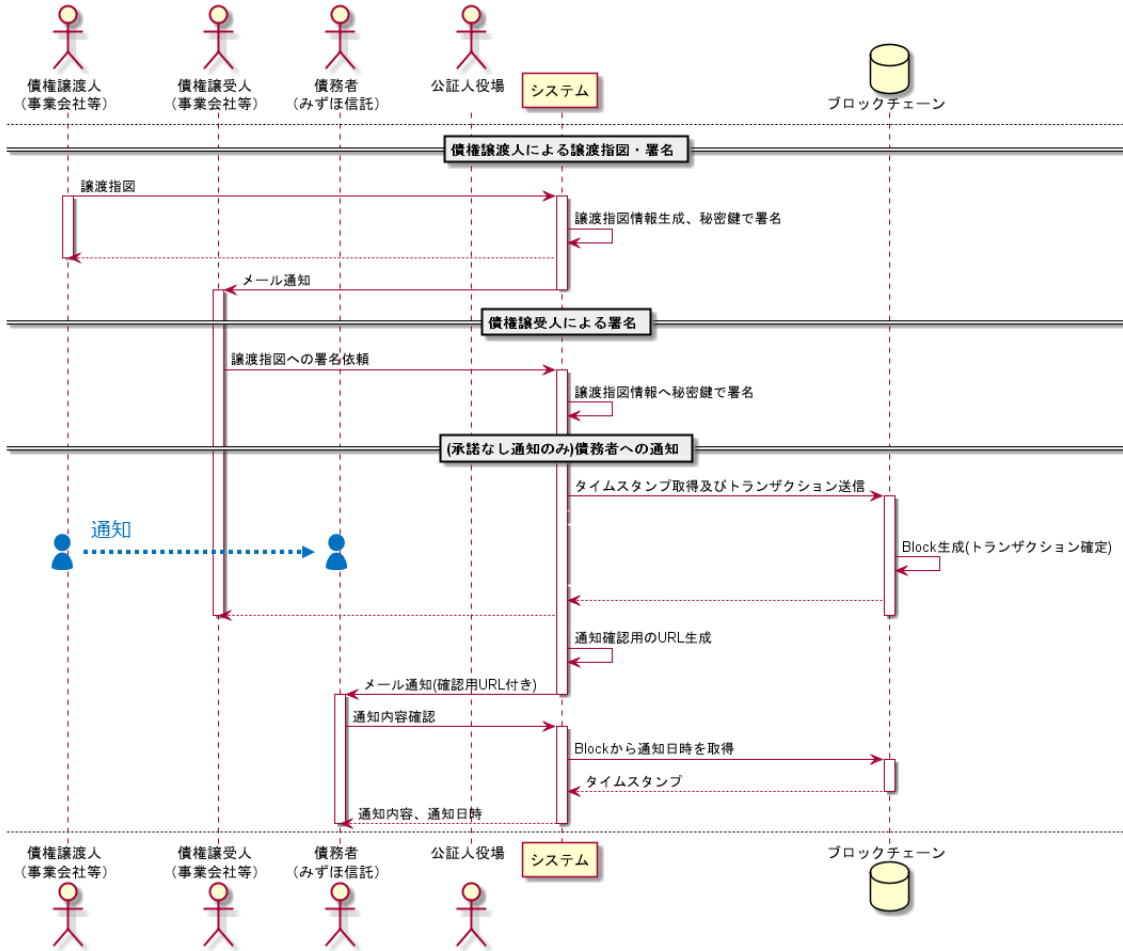 債権譲渡人
（事業会社等）
債権譲受人
（事業会社等）
債務者
（みずほ信託）
公証人役場
システム
ブロックチェーン
債権譲渡人による譲渡指図・署名
譲渡指図
譲渡指図情報生成、秘密鍵で署名
メール通知
債権譲受人による署名
譲渡指図への署名依頼
譲渡指図情報へ秘密鍵で署名
(承諾なし通知のみ)債務者への通知
タイムスタンプ取得及びトランザクション送信
通知
Block生成(トランザクション確定)
通知確認用のURL生成
メール通知(確認用URL付き)
通知内容確認
Blockから通知日時を取得
タイムスタンプ
通知内容、通知日時
債権譲渡人
（事業会社等）
債権譲受人
（事業会社等）
債務者
（みずほ信託）
公証人役場
システム
ブロックチェーン